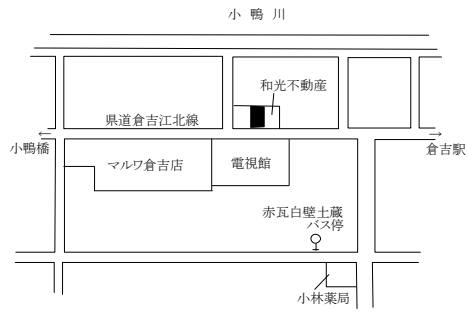 小鴨川
和光不動産
県道倉吉江北線
←
小鴨橋
→
倉吉駅
マルワ倉吉店
電視館
赤瓦白壁土蔵
バス停
小林薬局